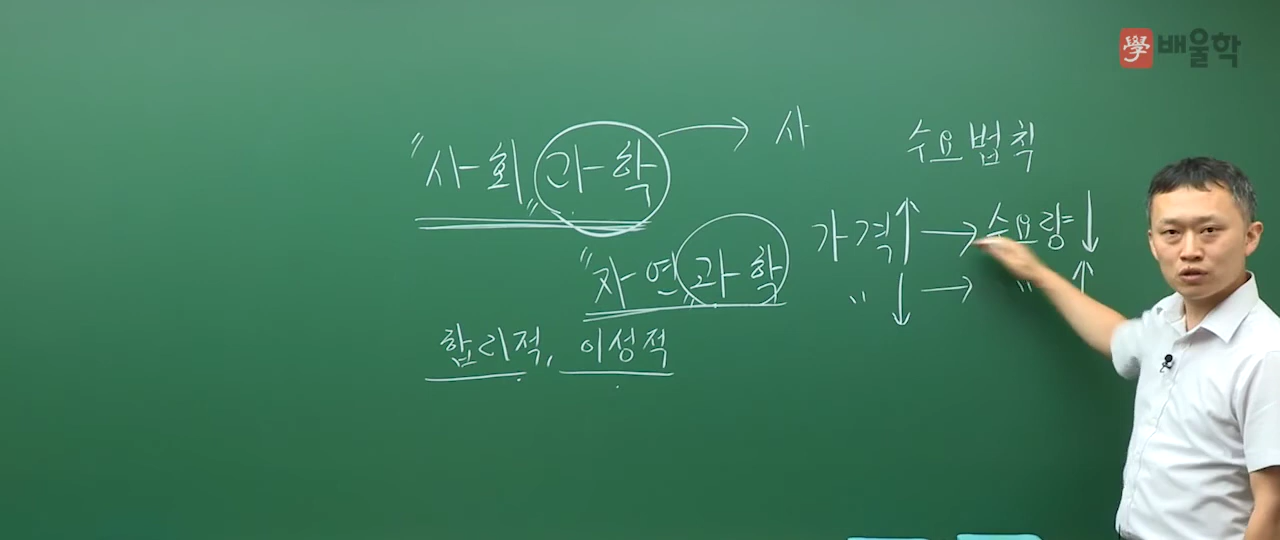 學 배울학
"사회과학" → 사
"자연과학"
합리적, 이성적
수요법칙
가격↑ → 수요량↓
〃 ↓ → 〃 ↑